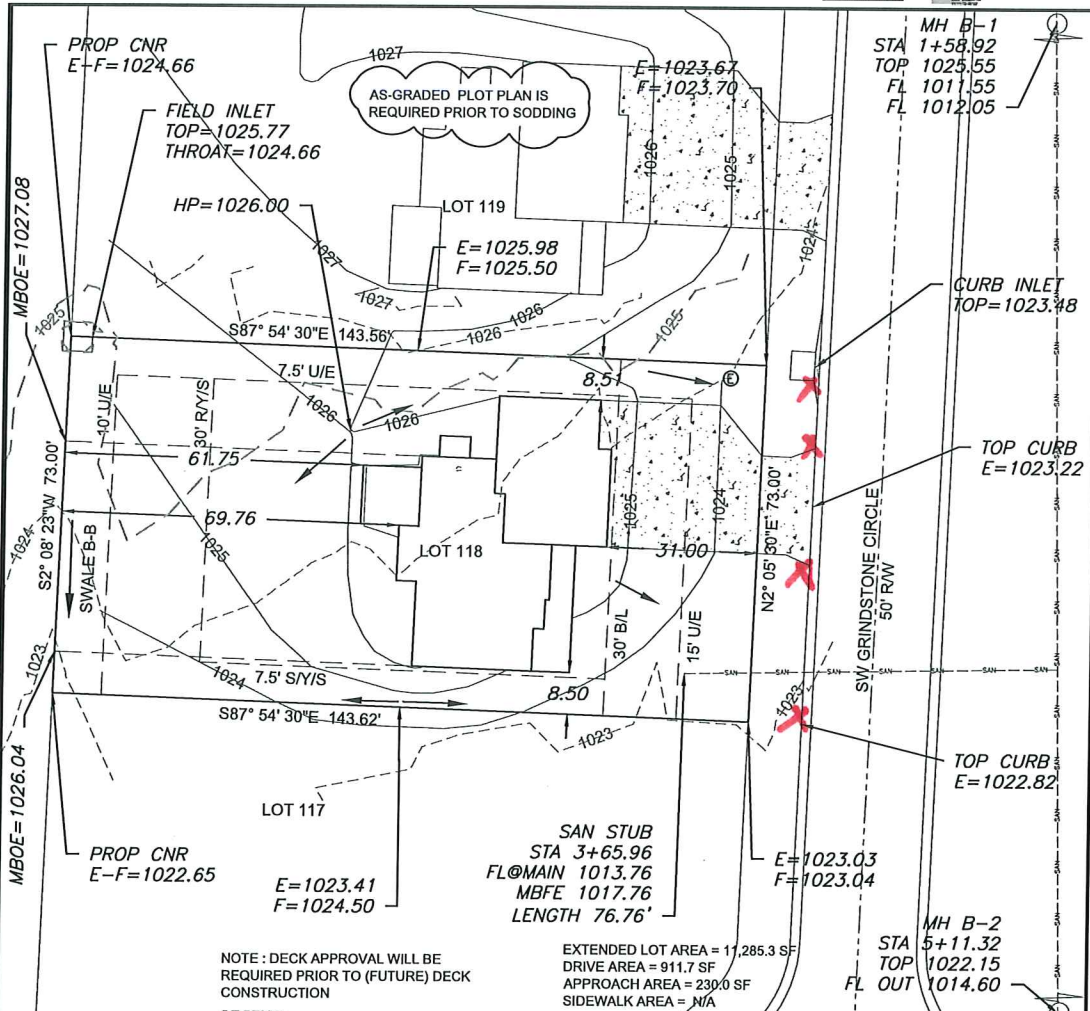 MH B-1
STA 1+58.92
TOP 1025.55
FL 1011.55
FL 1012.05
PROP CNR
E-F=1024.66
1027
E=1023.67
F=1023.70
AS-GRADED PLOT PLAN IS
REQUIRED PRIOR TO SODDING
FIELD INLET
TOP=1025.77
THROAT=1024.66
1026
1025
MBOE=1027.08
HP=1026.00
LOT 119
1024
1027
E=1025.98
F=1025.50
1027
CURB INLET
TOP=1023.48
1025
1026
1026
1025
S87° 54' 30"E 143.56'
7.5' U/E
8.51
E
10' U/E
30' R/Y/S
1026
1026
61.75
TOP CURB
E=1023.22
S2° 08' 23"W 73.00'
N2° 05' 30"E 73.00'
69.76
1025
1024
1024
SWALE B-B
1025
LOT 118
31.00
SW GRINDSTONE CIRCLE
50' R/W
30' B/L
15' U/E
1023
1024
7.5' S/Y/S
8.50
SAN SAN SAN SAN SAN SAN
S87° 54' 30"E 143.62'
1023
1023
TOP CURB
E=1022.82
MBOE=1026.04
LOT 117
PROP CNR
E-F=1022.65
E=1023.41
F=1024.50
SAN STUB
STA 3+65.96
FL@MAIN 1013.76
MBFE 1017.76
LENGTH 76.76'
E=1023.03
F=1023.04
MH B-2
STA 5+11.32
TOP 1022.15
FL OUT 1014.60
NOTE : DECK APPROVAL WILL BE
REQUIRED PRIOR TO (FUTURE) DECK
CONSTRUCTION
EXTENDED LOT AREA = 11,285.3 SF
DRIVE AREA = 911.7 SF
APPROACH AREA = 230.0 SF
SIDEWALK AREA = N/A